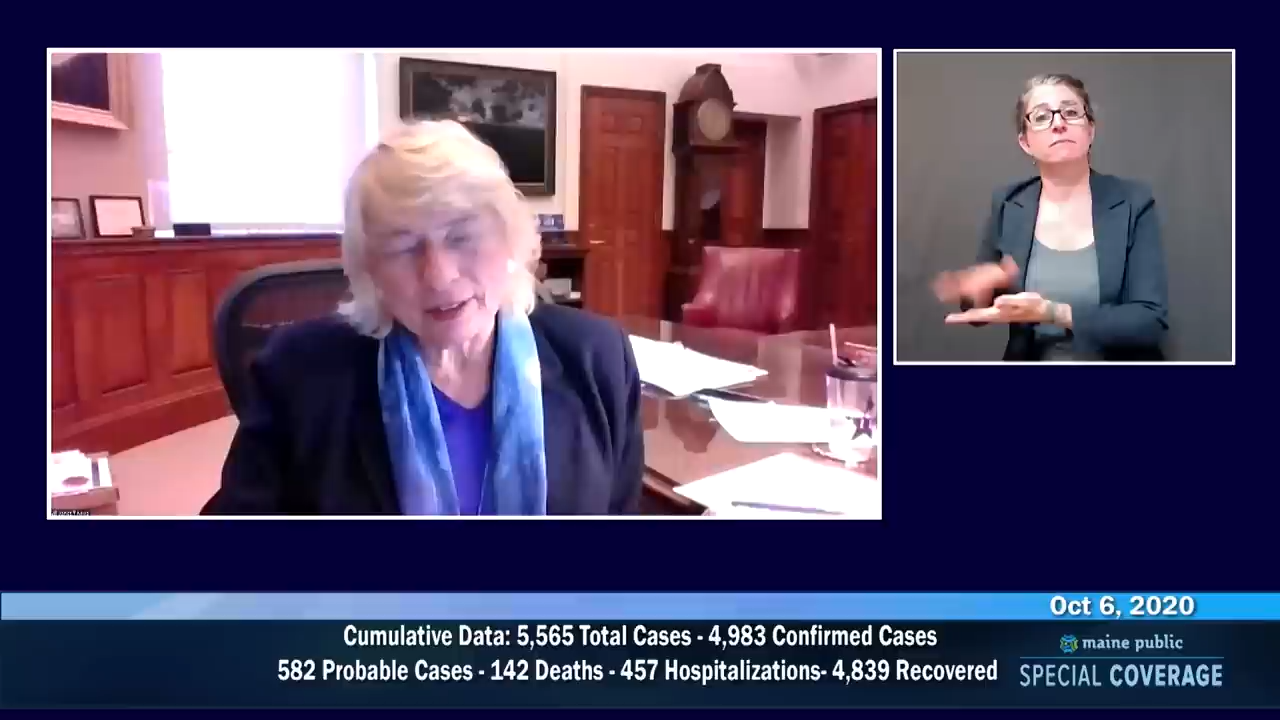 Oct 6, 2020
Cumulative Data: 5,565 Total Cases - 4,983 Confirmed Cases
582 Probable Cases - 142 Deaths - 457 Hospitalizations- 4,839 Recovered
maine public
SPECIAL COVERAGE